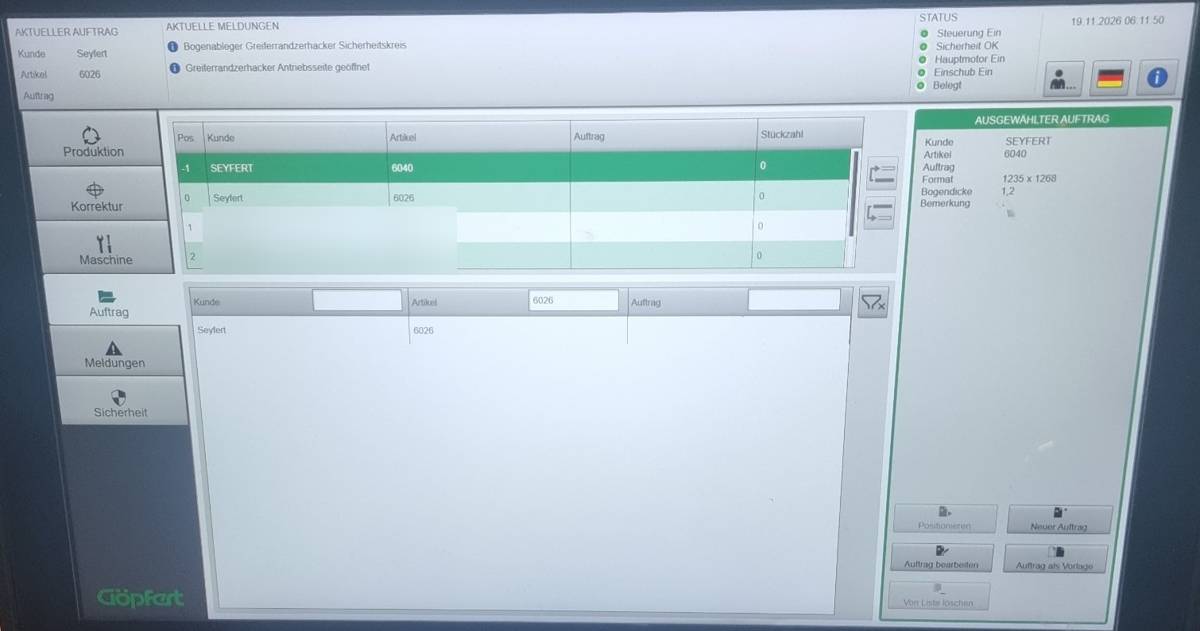 AKTUELLER AUFTRAG
Kunde Seyfert
Artikel 6026
Auftrag
AKTUELLE MELDUNGEN
Bogenableger Greiferrandzerhacker Sicherheitskreis
Greiferrandzerhacker Antriebsseite geöffnet
STATUS
Steuerung Ein
Sicherheit OK
Hauptmotor Ein
Einschub Ein
Belegt
19.11.2026 06:11:50
Produktion
Korrektur
Maschine
Auftrag
Meldungen
Sicherheit
Göpfert
Pos Kunde Artikel Auftrag Stückzahl
-1 SEYFERT 6040 0
0 Seyfert 6026 0
1 0
2 0
Kunde Artikel 6026 Auftrag
Seyfert 6026
AUSGEWÄHLTER AUFTRAG
Kunde SEYFERT
Artikel 6040
Auftrag
Format 1235 x 1268
Bogendicke 1,2
Bemerkung
Positionieren
Neuer Auftrag
Auftrag bearbeiten
Auftrag als Vorlage
Von Liste löschen